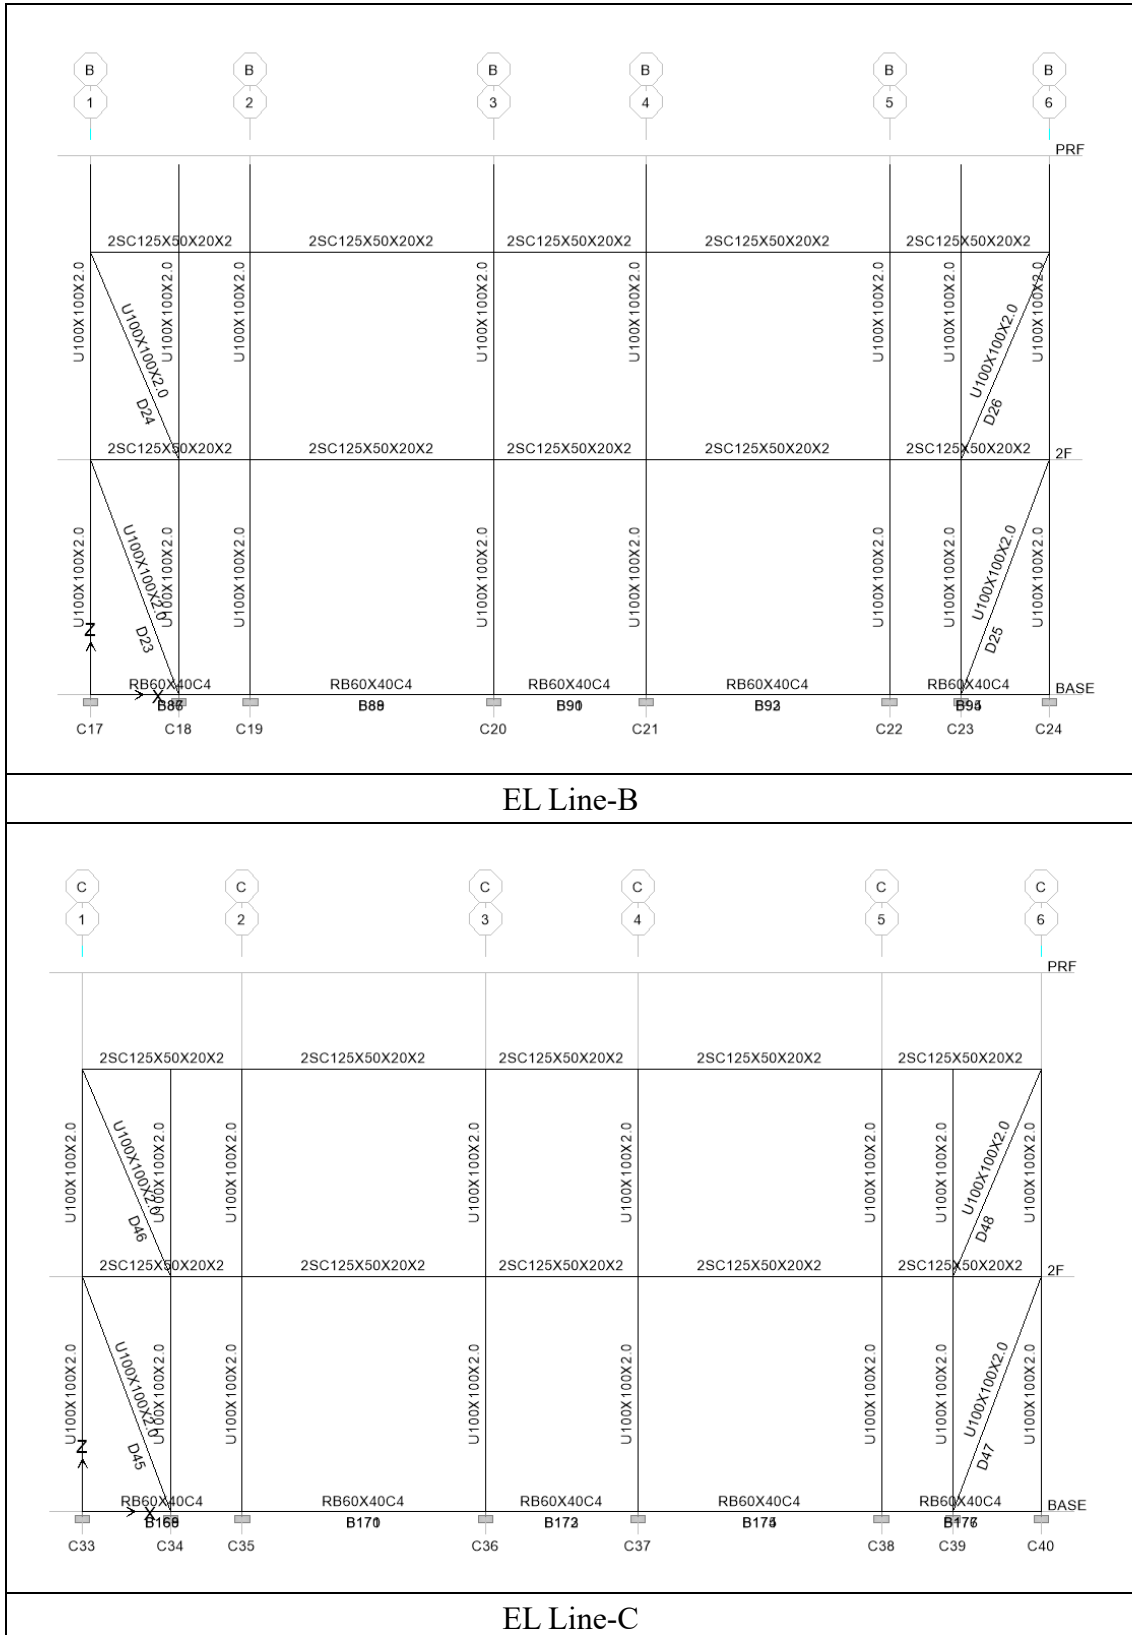 B B B B B B
1 2 3 4 5 6
PRF
2SC125X50X20X2 2SC125X50X20X2 2SC125X50X20X2 2SC125X50X20X2 2SC125X50X20X2
U100X100X2.0 U100X100X2.0 U100X100X2.0 U100X100X2.0 U100X100X2.0 U100X100X2.0 U100X100X2.0 U100X100X2.0 U100X100X2.0 U100X100X2.0
D24 D26
2SC125X50X20X2 2SC125X50X20X2 2SC125X50X20X2 2SC125X50X20X2 2SC125X50X20X2 2F
U100X100X2.0 U100X100X2.0 U100X100X2.0 U100X100X2.0 U100X100X2.0 U100X100X2.0 U100X100X2.0 U100X100X2.0 U100X100X2.0 U100X100X2.0
Z D23 D25
RB60X40C4 RB60X40C4 RB60X40C4 RB60X40C4 RB60X40C4 BASE
X
C17 C18 C19 C20 C21 C22 C23 C24
EL Line-B
C C C C C C
1 2 3 4 5 6
PRF
2SC125X50X20X2 2SC125X50X20X2 2SC125X50X20X2 2SC125X50X20X2 2SC125X50X20X2
U100X100X2.0 U100X100X2.0 U100X100X2.0 U100X100X2.0 U100X100X2.0 U100X100X2.0 U100X100X2.0 U100X100X2.0 U100X100X2.0 U100X100X2.0
D46 D48
2SC125X50X20X2 2SC125X50X20X2 2SC125X50X20X2 2SC125X50X20X2 2SC125X50X20X2 2F
U100X100X2.0 U100X100X2.0 U100X100X2.0 U100X100X2.0 U100X100X2.0 U100X100X2.0 U100X100X2.0 U100X100X2.0 U100X100X2.0 U100X100X2.0
Z D45 D47
RB60X40C4 RB60X40C4 RB60X40C4 RB60X40C4 RB60X40C4 BASE
X
C33 C34 C35 C36 C37 C38 C39 C40
EL Line-C